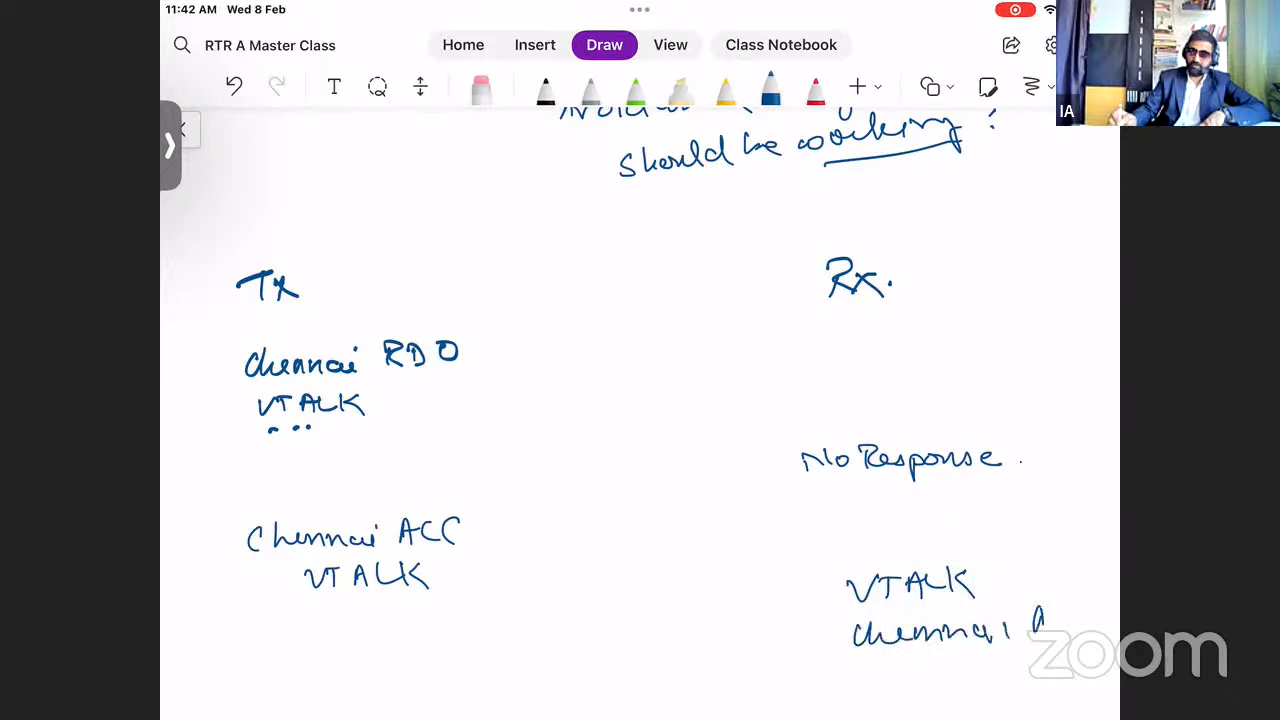 11:42 AM Wed 8 Feb
RTR A Master Class
Home Insert Draw View Class Notebook
T
IA
should be working !
Tx
Rx.
Chennai RDO
VTALK
No Response .
Chennai ACC
VTALK
VTALK
Chennai A
zoom